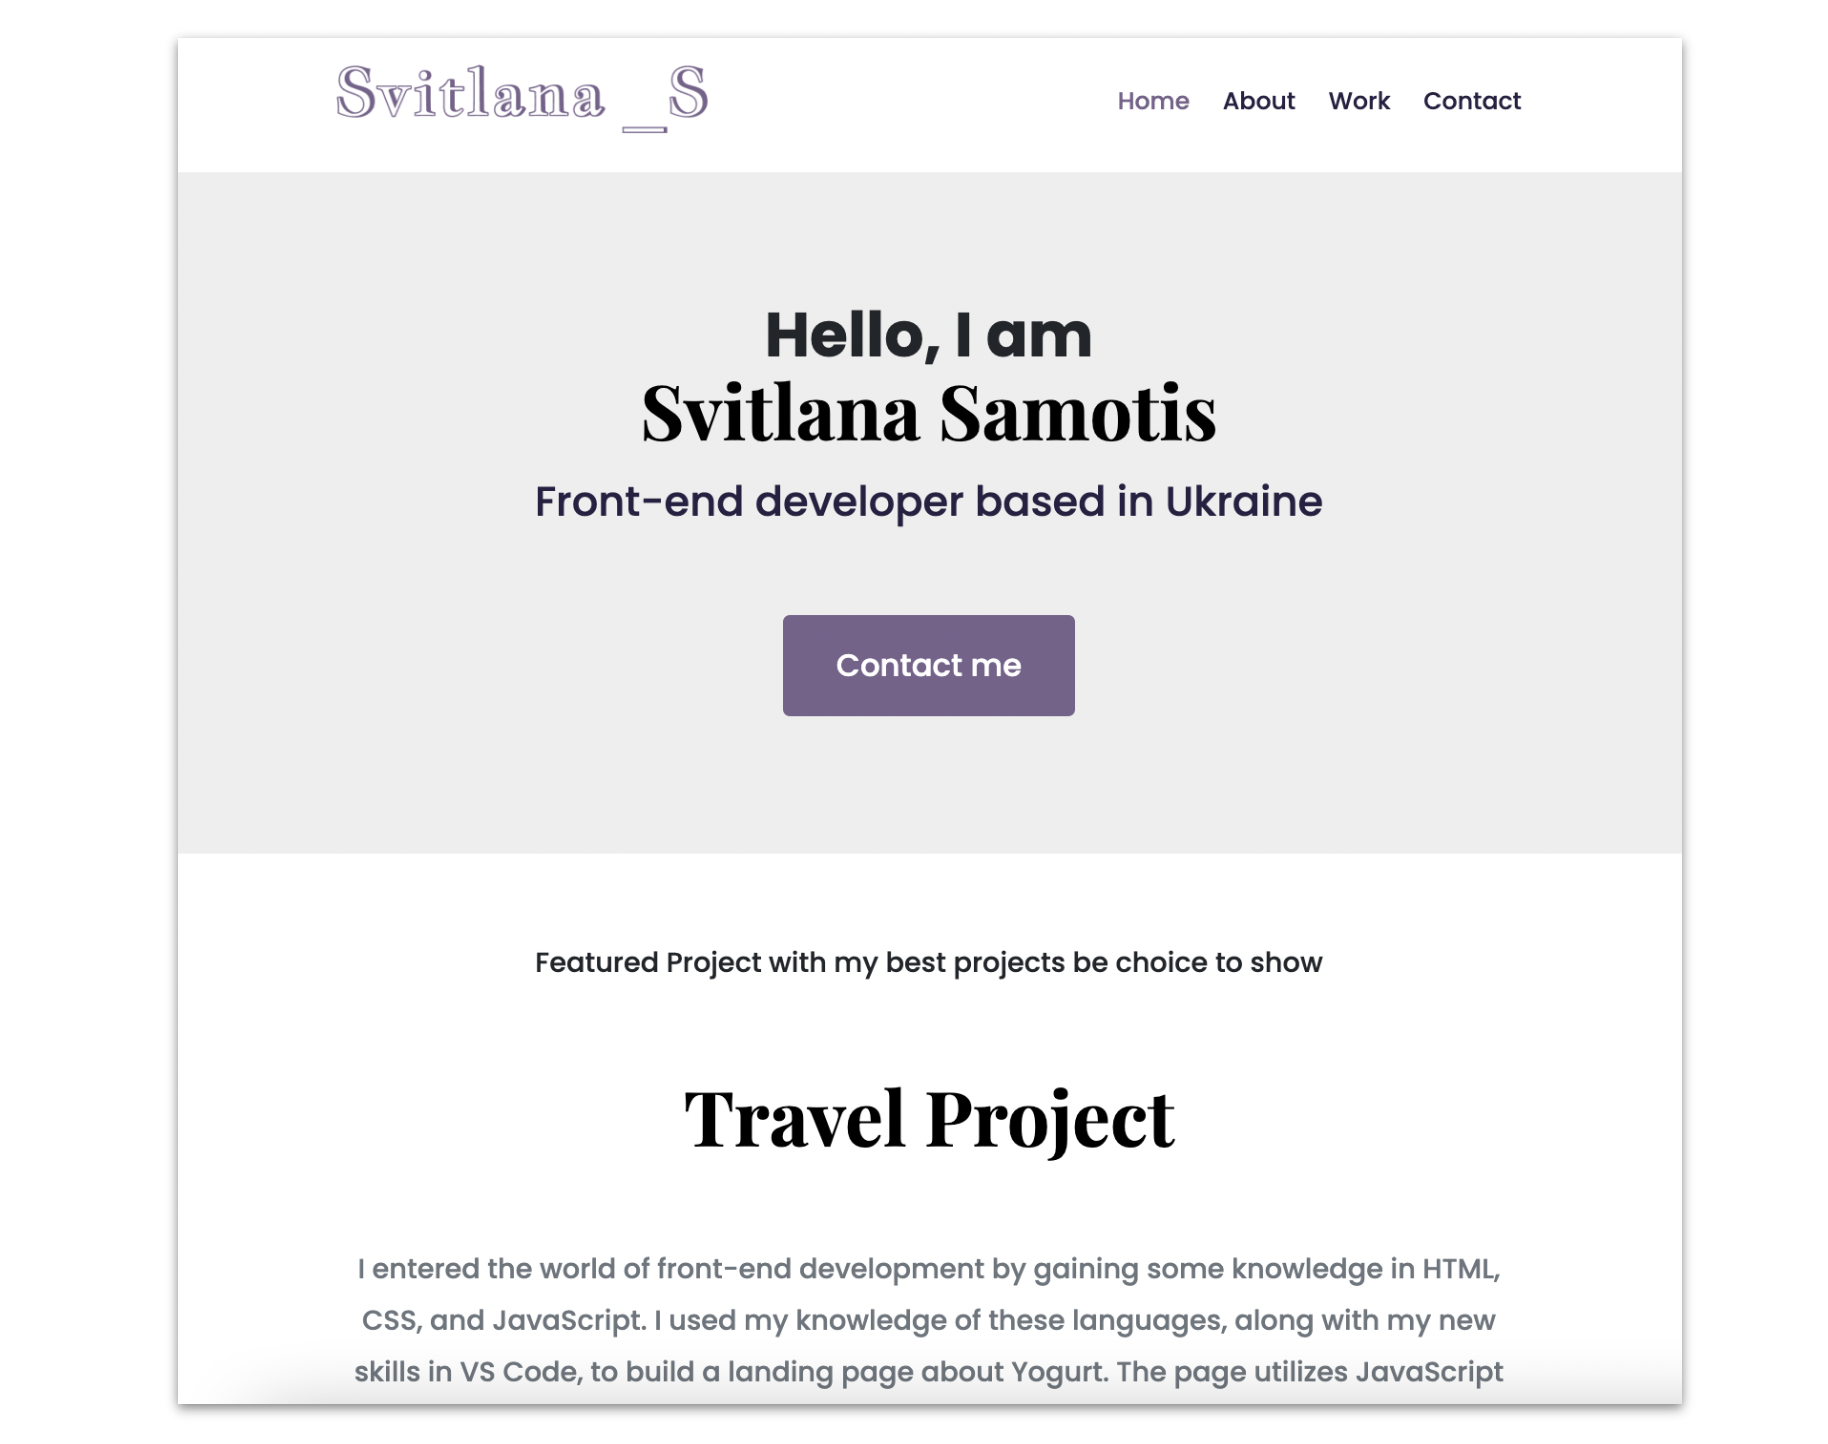 Svitlana _S
Home About Work Contact
Hello, I am
Svitlana Samotis
Front-end developer based in Ukraine
Contact me
Featured Project with my best projects be choice to show
Travel Project
I entered the world of front-end development by gaining some knowledge in HTML,
CSS, and JavaScript. I used my knowledge of these languages, along with my new
skills in VS Code, to build a landing page about Yogurt. The page utilizes JavaScript